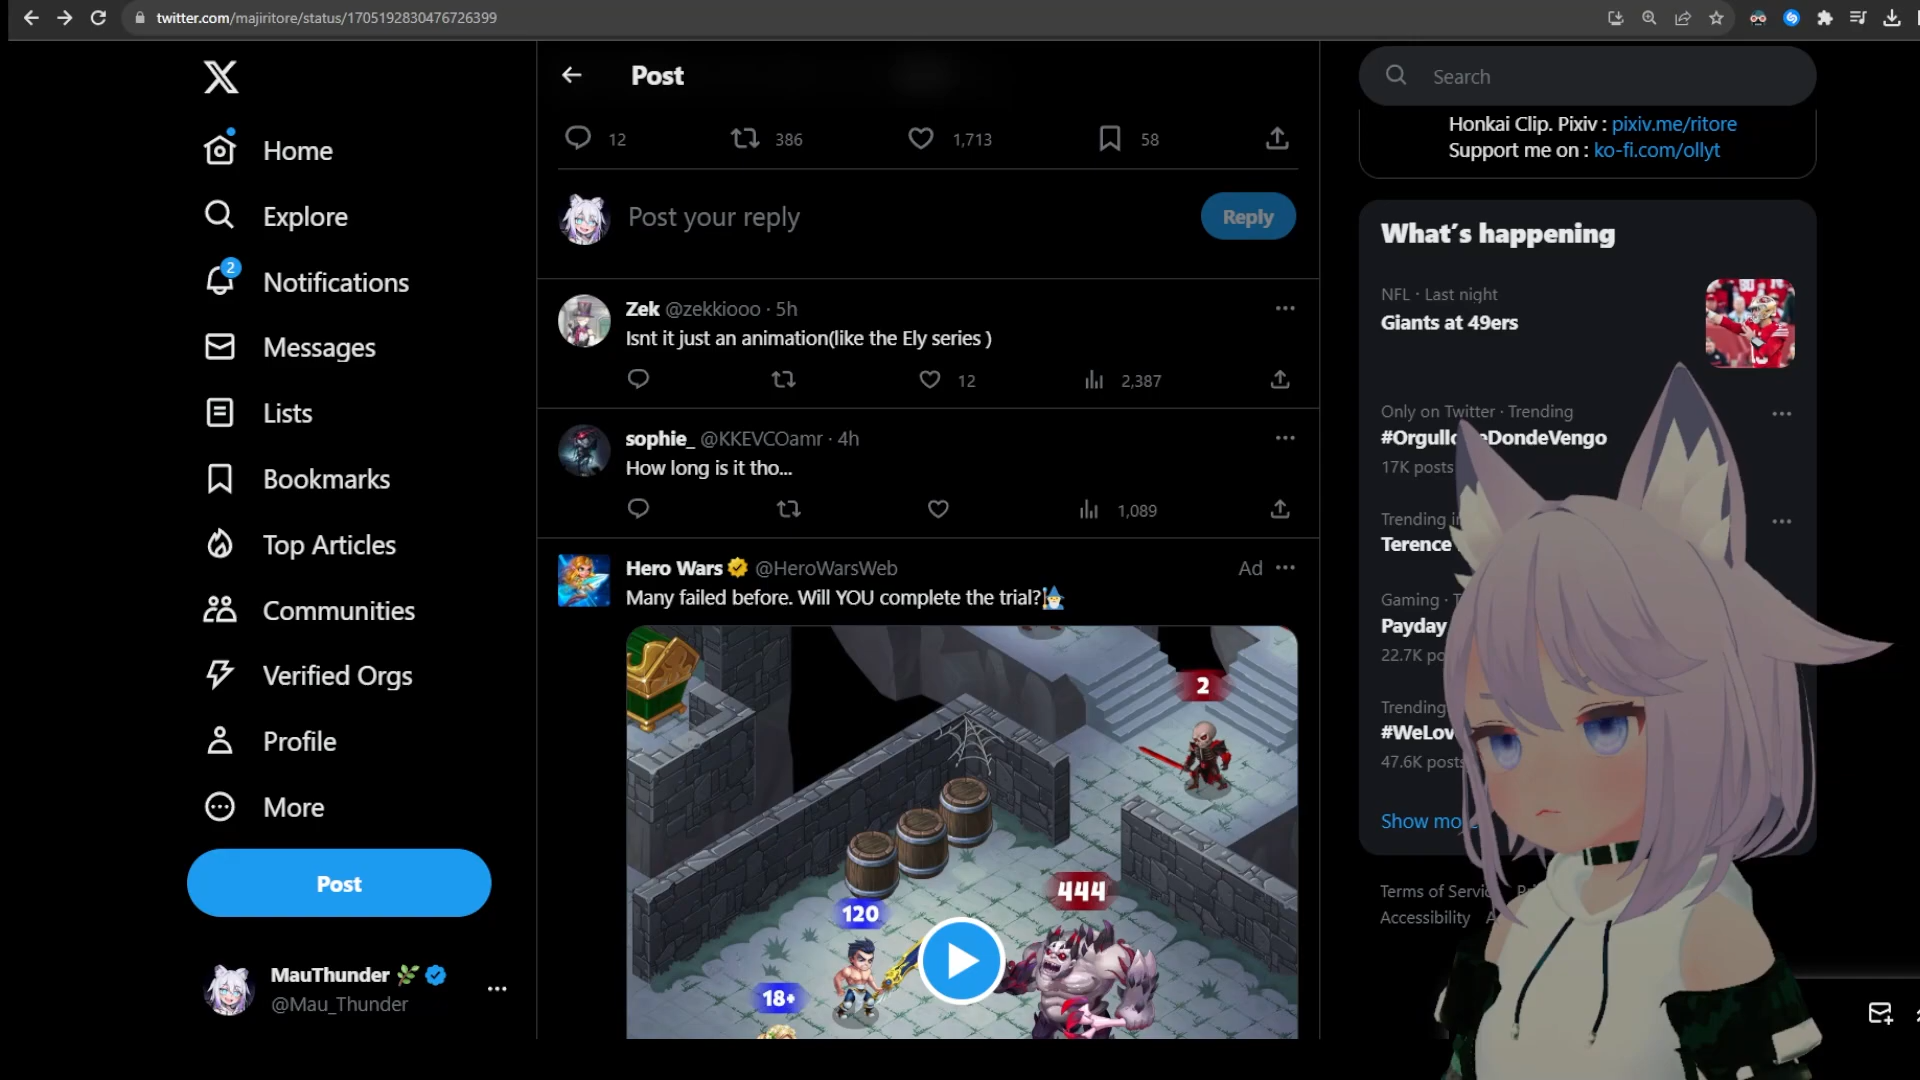 twitter.com/majiritore/status/1705192830476726399
Home
Explore
2
Notifications
Messages
Lists
Bookmarks
Top Articles
Communities
Verified Orgs
Profile
More
Post
MauThunder
@Mau_Thunder
Post
12
386
1,713
58
Post your reply
Reply
Zek @zekkiooo · 5h
Isnt it just an animation(like the Ely series )
12
2,387
sophie_ @KKEVCOamr · 4h
How long is it tho...
1,089
Hero Wars @HeroWarsWeb
Ad
Many failed before. Will YOU complete the trial?
2
444
120
18+
Search
Honkai Clip. Pixiv : pixiv.me/ritore
Support me on : ko-fi.com/ollyt
What's happening
NFL · Last night
Giants at 49ers
Only on Twitter · Trending
17K posts
Trending
Terence
Gaming ·
Payday
22.7K
Trending
#WeLov
47.6K posts
Show
Terms of
Accessibility